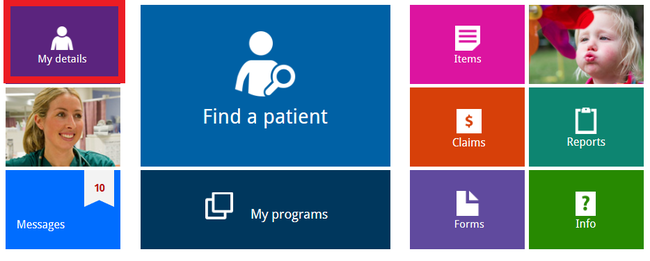 My details
Find a patient
Items
Claims
$
Reports
10
Messages
My programs
Forms
?
Info